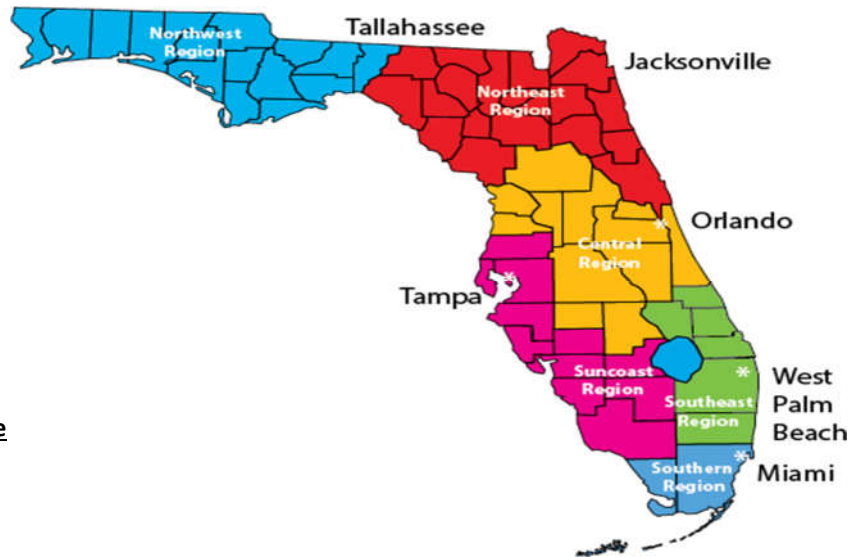 Northwest
Region
Tallahassee
Jacksonville
Northeast
Region
Orlando
*
Central
Region
*
Tampa
Suncoast
Region
*
West
Palm
Beach
Southeast
Region
e
*
Miami
Southern
Region